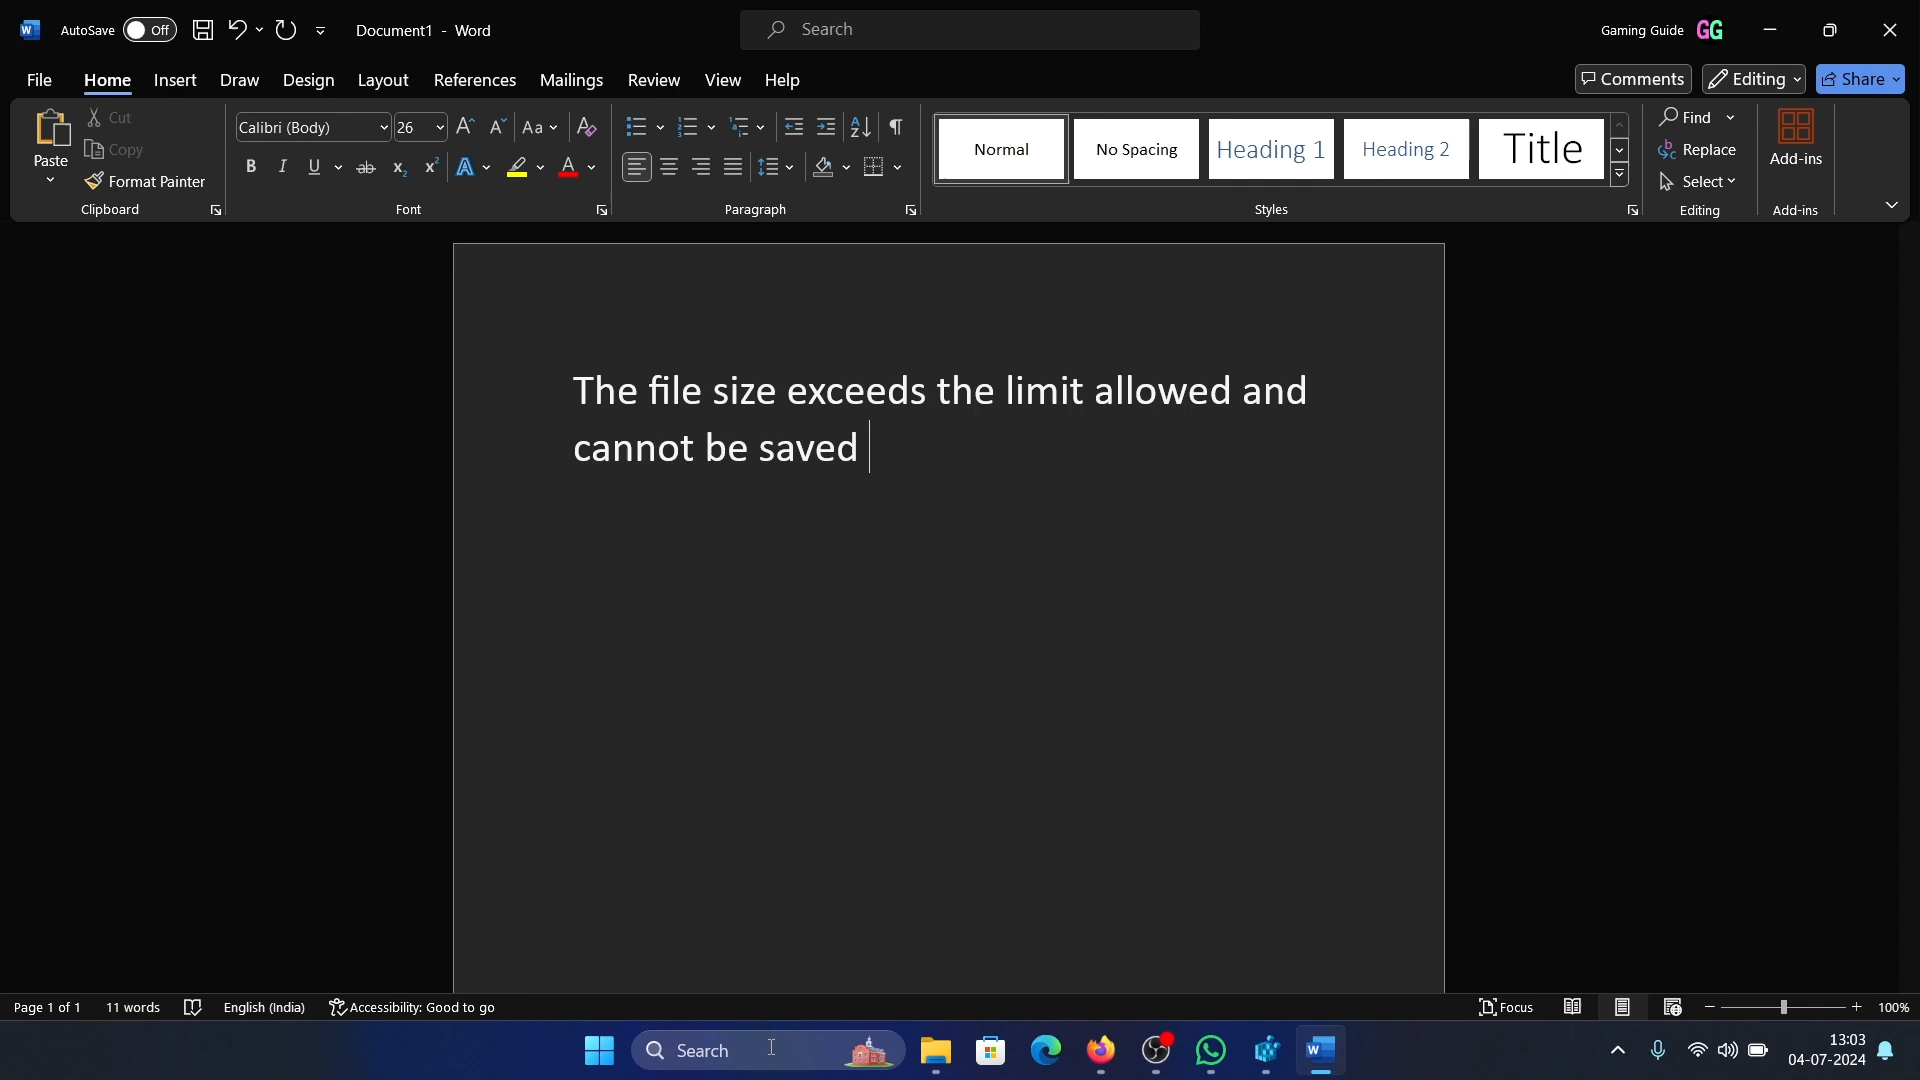 AutoSave Off Document1 - Word Search Gaming Guide GG
File Home Insert Draw Design Layout References Mailings Review View Help Comments Editing Share
Paste Cut Copy Format Painter Clipboard
Calibri (Body) 26 Aa Font
Paragraph
Normal No Spacing Heading 1 Heading 2 Title Styles
Find Replace Select Editing
Add-ins Add-ins
The file size exceeds the limit allowed and
cannot be saved
Page 1 of 1 11 words English (India) Accessibility: Good to go Focus 100%
Search 13:03
04-07-2024